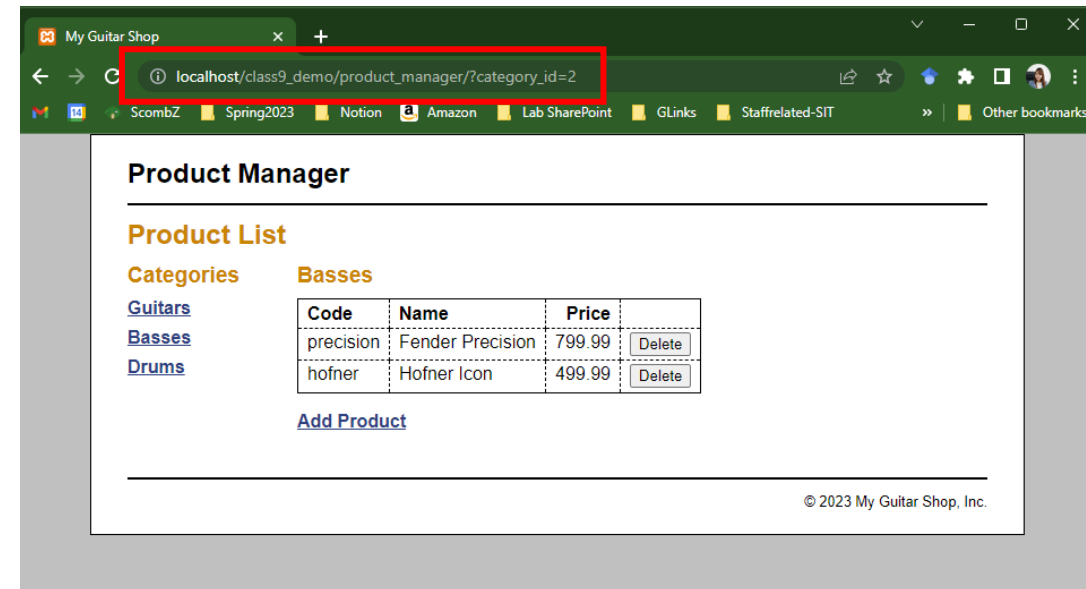 My Guitar Shop
localhost/class9_demo/product_manager/?category_id=2
14 ScombZ Spring2023 Notion a Amazon Lab SharePoint GLinks Staffrelated-SIT » Other bookmarks
Product Manager
Product List
Categories Basses
Guitars
Basses
Drums
Code Name Price
precision Fender Precision 799.99 Delete
hofner Hofner Icon 499.99 Delete
Add Product
© 2023 My Guitar Shop, Inc.